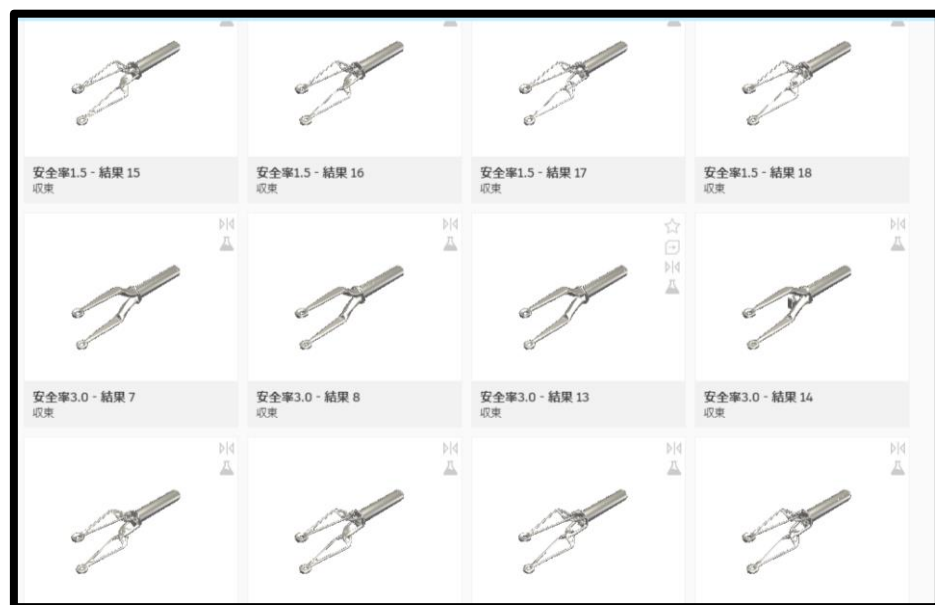 安全率1.5 - 結果 15
収束
安全率1.5 - 結果 16
収束
安全率1.5 - 結果 17
収束
安全率1.5 - 結果 18
収束
安全率3.0 - 結果 7
収束
安全率3.0 - 結果 8
収束
安全率3.0 - 結果 13
収束
安全率3.0 - 結果 14
収束